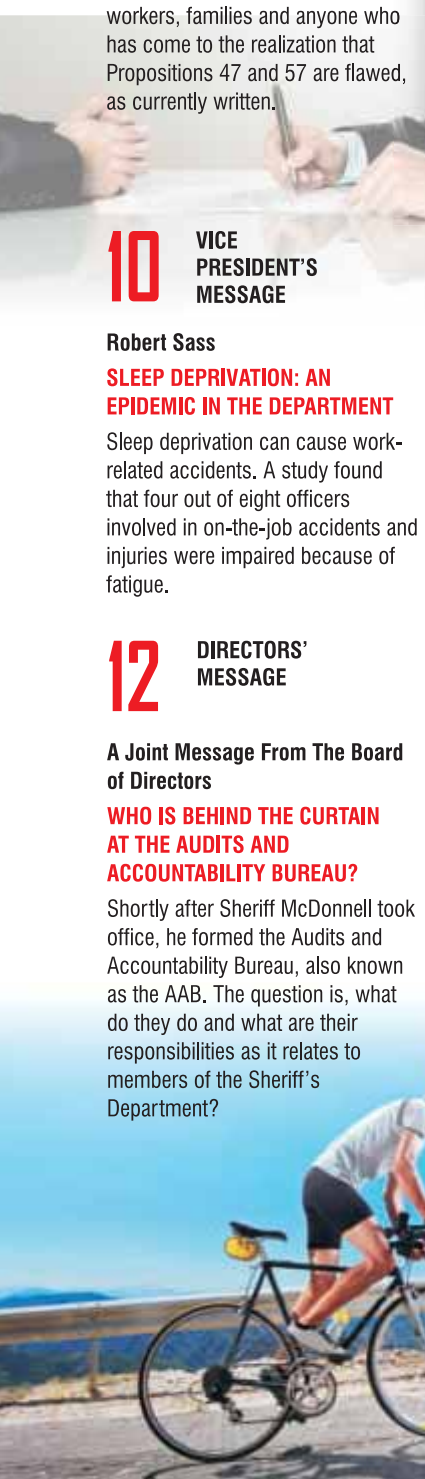 workers, families and anyone who
has come to the realization that
Propositions 47 and 57 are flawed,
as currently written.
10
VICE
PRESIDENT'S
MESSAGE
Robert Sass
SLEEP DEPRIVATION: AN
EPIDEMIC IN THE DEPARTMENT
Sleep deprivation can cause work-
related accidents. A study found
that four out of eight officers
involved in on-the-job accidents and
injuries were impaired because of
fatigue.
12
DIRECTORS'
MESSAGE
A Joint Message From The Board
of Directors
WHO IS BEHIND THE CURTAIN
AT THE AUDITS AND
ACCOUNTABILITY BUREAU?
Shortly after Sheriff McDonnell took
office, he formed the Audits and
Accountability Bureau, also known
as the AAB. The question is, what
do they do and what are their
responsibilities as it relates to
members of the Sheriff's
Department?